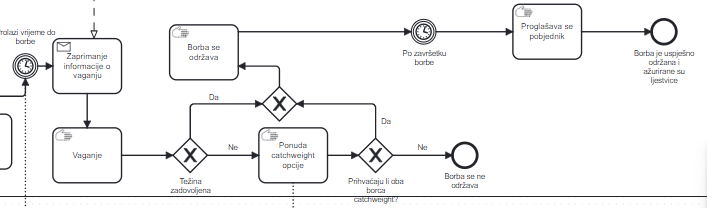 Prolazi vrijeme do
borbe
Zaprimanje
informacije o
vaganju
Borba se
održava
Po završetku
borbe
Proglašava se
pobjednik
Borba je uspješno
održana i
ažurirane su
ljestvice
Da
Da
Vaganje
Ne
Težina
zadovoljena
Ponuda
catchweight
opcije
Ne
Prihvaćaju li oba
borca
catchweight?
Borba se ne
održava